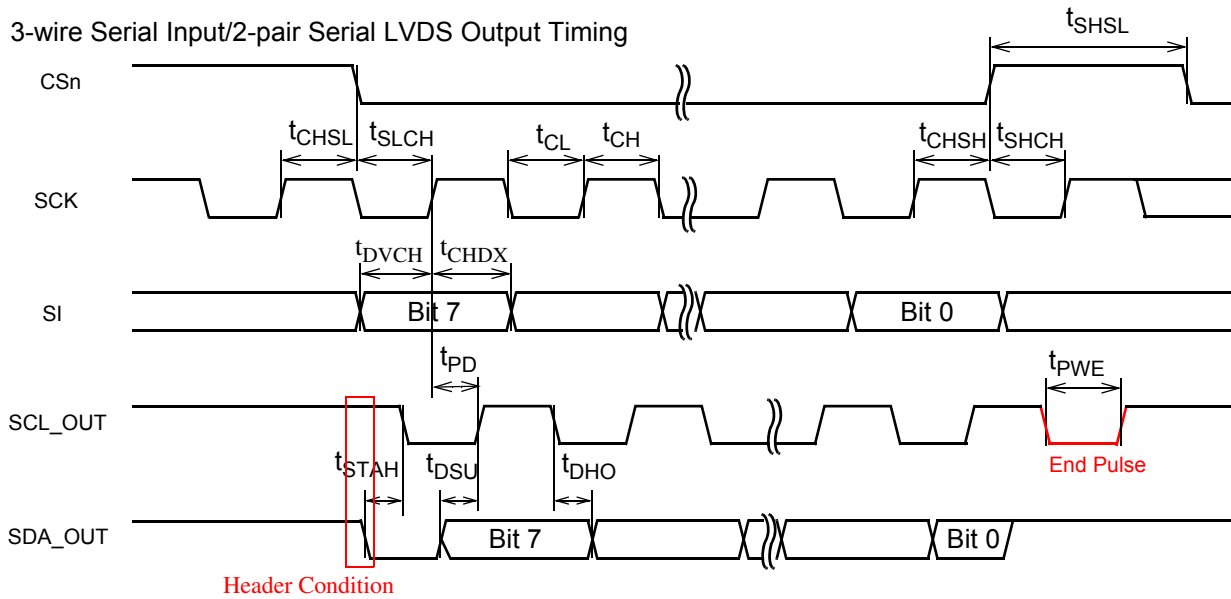 3-wire Serial Input/2-pair Serial LVDS Output Timing
tSHSL
CSn
tCHSL
tSLCH
tCL
tCH
tCHSH
tSHCH
SCK
tDVCH
tCHDX
SI
Bit 7
Bit 0
tPD
tPWE
SCL_OUT
End Pulse
tSTAH
tDSU
tDHO
SDA_OUT
Bit 7
Bit 0
Header Condition